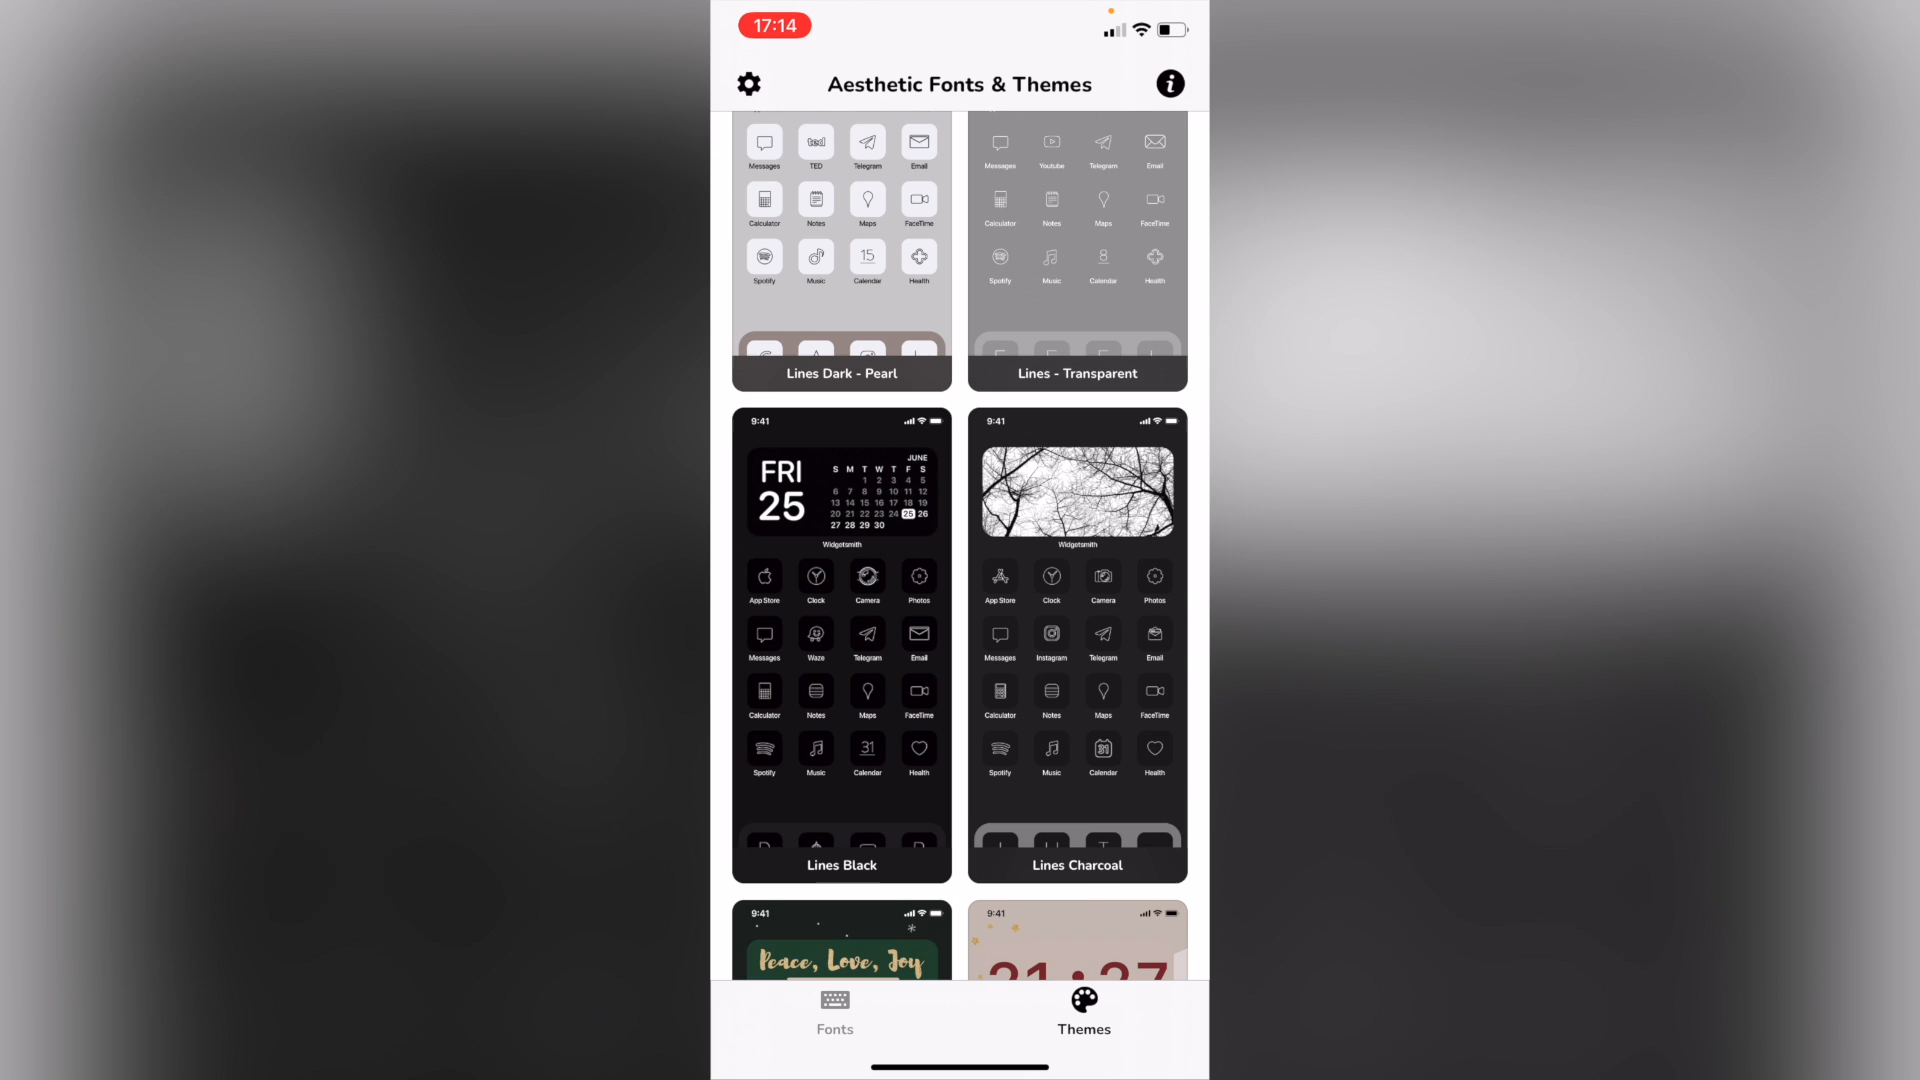 17:14
Aesthetic Fonts & Themes
Messages TED Telegram Email
Calculator Notes Maps FaceTime
15
Spotify Music Calendar Health
Lines Dark - Pearl
Messages Youtube Telegram Email
Calculator Notes Maps FaceTime
8
Spotify Music Calendar Health
Lines - Transparent
9:41
JUNE
FRI
25
S M T W T F S
1 2 3 4 5
6 7 8 9 10 11 12
13 14 15 16 17 18 19
20 21 22 23 24 25 26
27 28 29 30
Widgetsmith
App Store Clock Camera Photos
Messages Waze Telegram Email
Calculator Notes Maps FaceTime
31
Spotify Music Calendar Health
Lines Black
9:41
Widgetsmith
App Store Clock Camera Photos
Messages Instagram Telegram Email
Calculator Notes Maps FaceTime
31
Spotify Music Calendar Health
Lines Charcoal
9:41
Peace, Love, Joy
9:41
21:27
Fonts
Themes